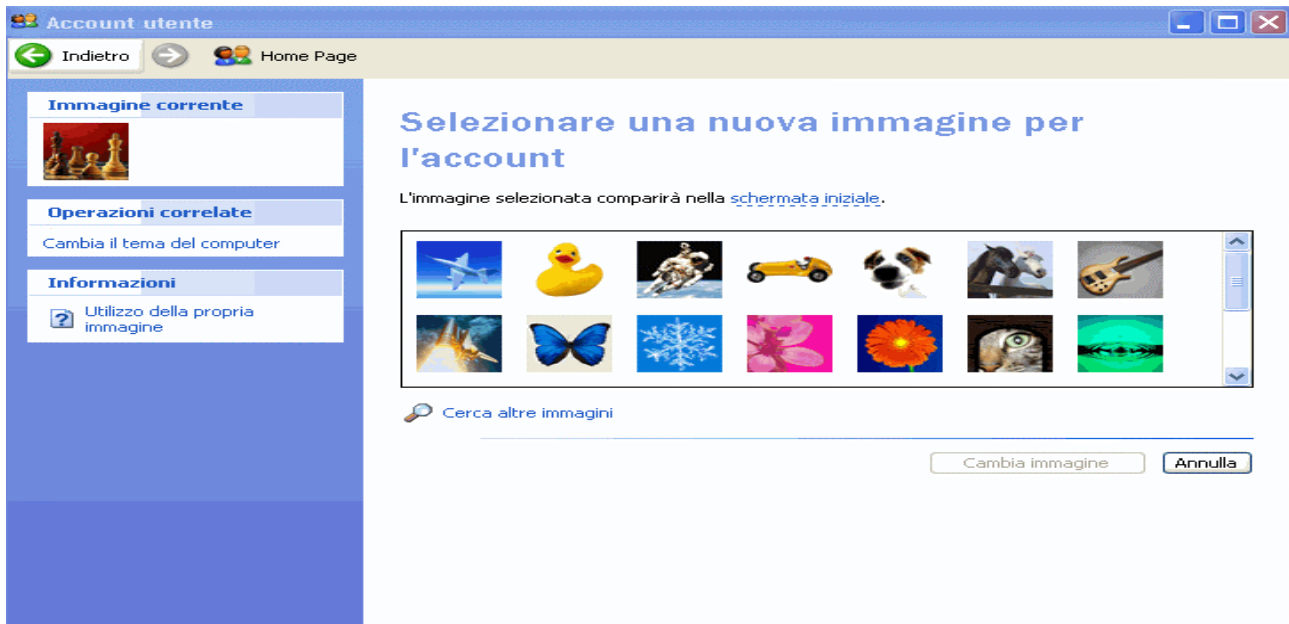 Account utente
Indietro
Home Page
Immagine corrente
Operazioni correlate
Cambia il tema del computer
Informazioni
Utilizzo della propria
immagine
Selezionare una nuova immagine per
l'account
L'immagine selezionata comparirà nella schermata iniziale.
Cerca altre immagini
Cambia immagine
Annulla